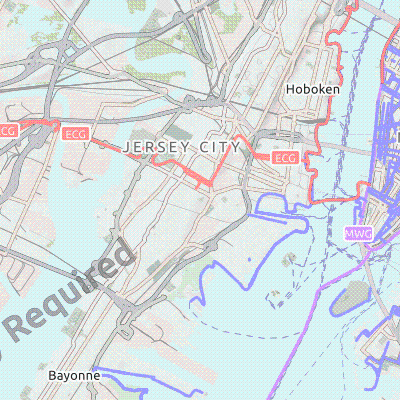 Hoboken
ECG
ECG
JERSEY CITY
ECG
MWG
Required
Bayonne